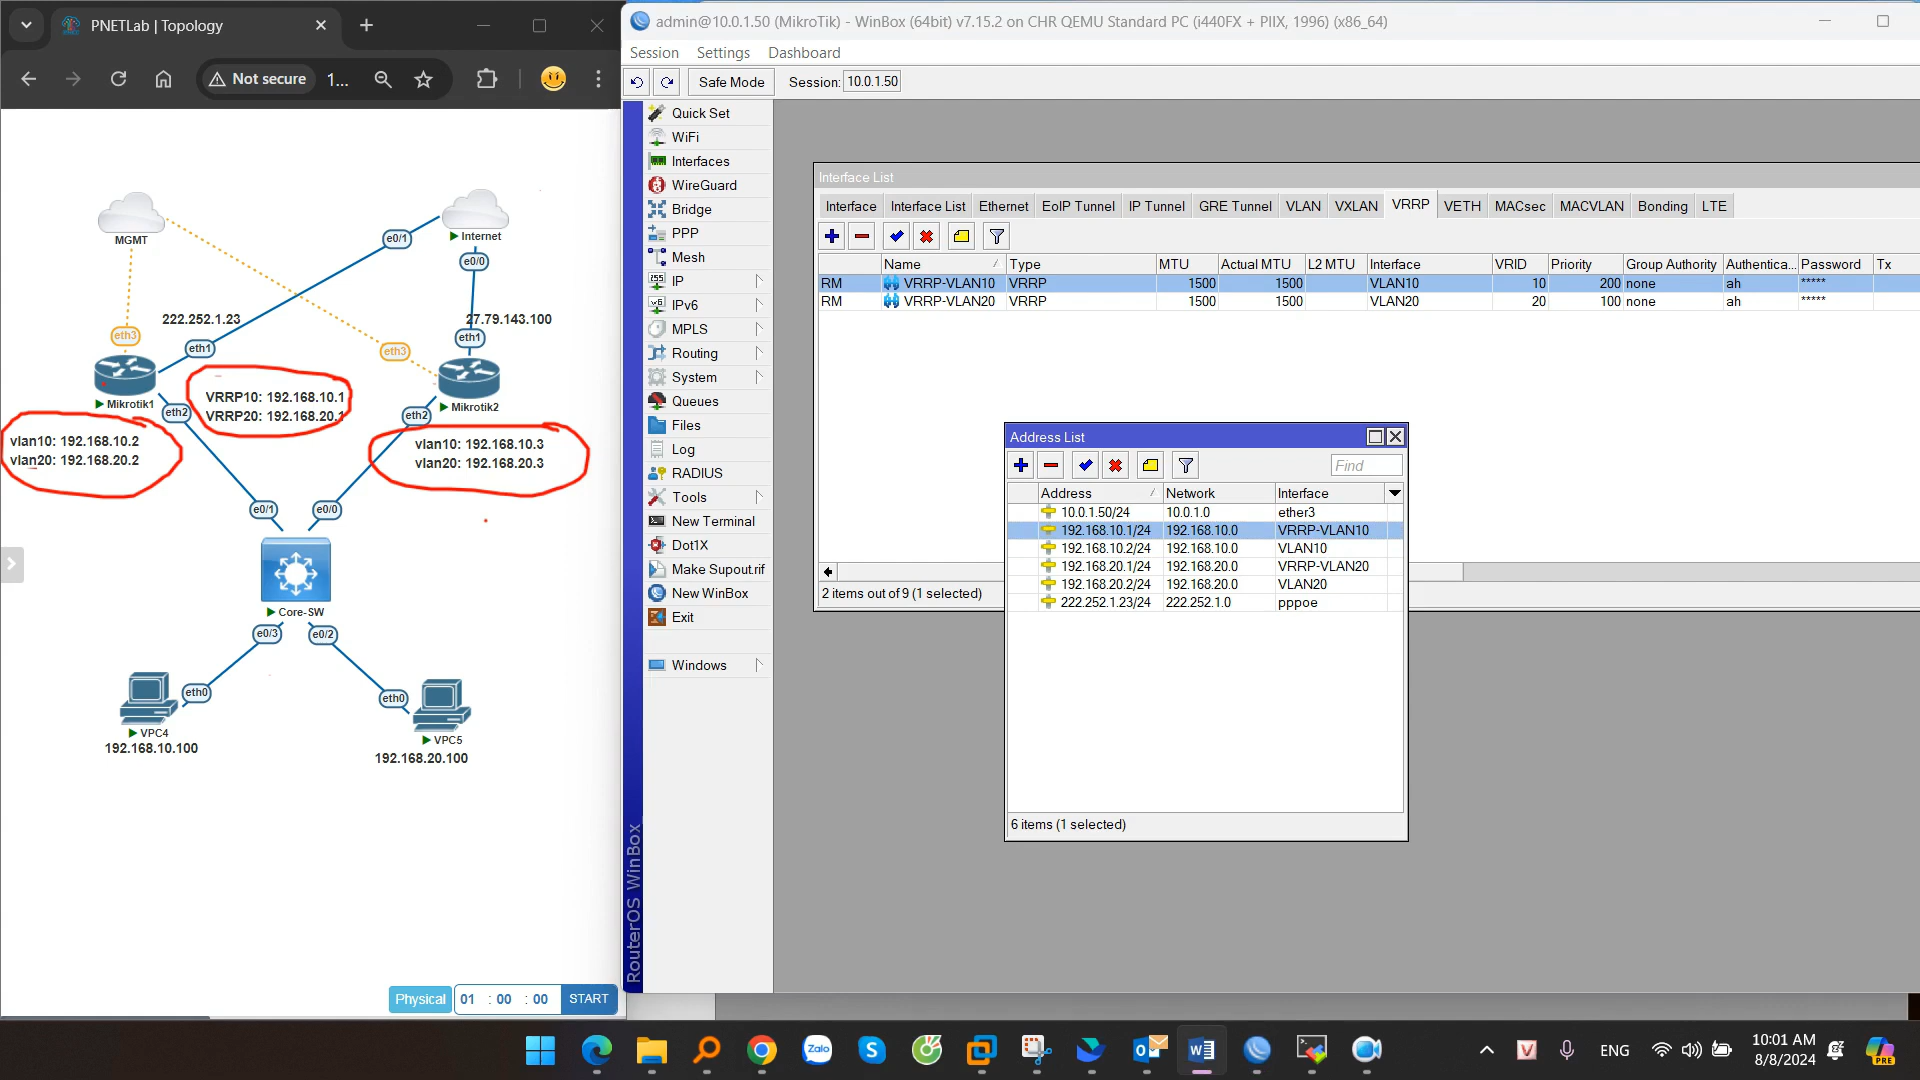 PNETLab | Topology
Not secure
1...
MGMT
Internet
e0/1
e0/0
222.252.1.23
27.79.143.100
eth3
eth1
eth3
eth1
Mikrotik1
Mikrotik2
VRRP10: 192.168.10.1
VRRP20: 192.168.20.1
eth2
eth2
vlan10: 192.168.10.2
vlan20: 192.168.20.2
vlan10: 192.168.10.3
vlan20: 192.168.20.3
e0/1
e0/0
Core-SW
e0/3
e0/2
eth0
eth0
VPC4
192.168.10.100
VPC5
192.168.20.100
Physical
01 : 00 : 00
START
admin@10.0.1.50 (MikroTik) - WinBox (64bit) v7.15.2 on CHR QEMU Standard PC (i440FX + PIIX, 1996) (x86_64)
Session Settings Dashboard
Safe Mode
Session: 10.0.1.50
Quick Set
WiFi
Interfaces
WireGuard
Bridge
PPP
Mesh
IP
IPv6
MPLS
Routing
System
Queues
Files
Log
RADIUS
Tools
New Terminal
Dot1X
Make Supout.rif
New WinBox
Exit
Windows
RouterOS WinBox
Interface List
Interface Interface List Ethernet EoIP Tunnel IP Tunnel GRE Tunnel VLAN VXLAN VRRP VETH MACsec MACVLAN Bonding LTE
Name Type MTU Actual MTU L2 MTU Interface VRID Priority Group Authority Authentica... Password Tx
RM VRRP-VLAN10 VRRP 1500 1500 VLAN10 10 200 none ah *****
RM VRRP-VLAN20 VRRP 1500 1500 VLAN20 20 100 none ah *****
2 items out of 9 (1 selected)
Address List
Find
Address Network Interface
10.0.1.50/24 10.0.1.0 ether3
192.168.10.1/24 192.168.10.0 VRRP-VLAN10
192.168.10.2/24 192.168.10.0 VLAN10
192.168.20.1/24 192.168.20.0 VRRP-VLAN20
192.168.20.2/24 192.168.20.0 VLAN20
222.252.1.23/24 222.252.1.0 pppoe
6 items (1 selected)
Zalo
ENG
10:01 AM
8/8/2024
PRE